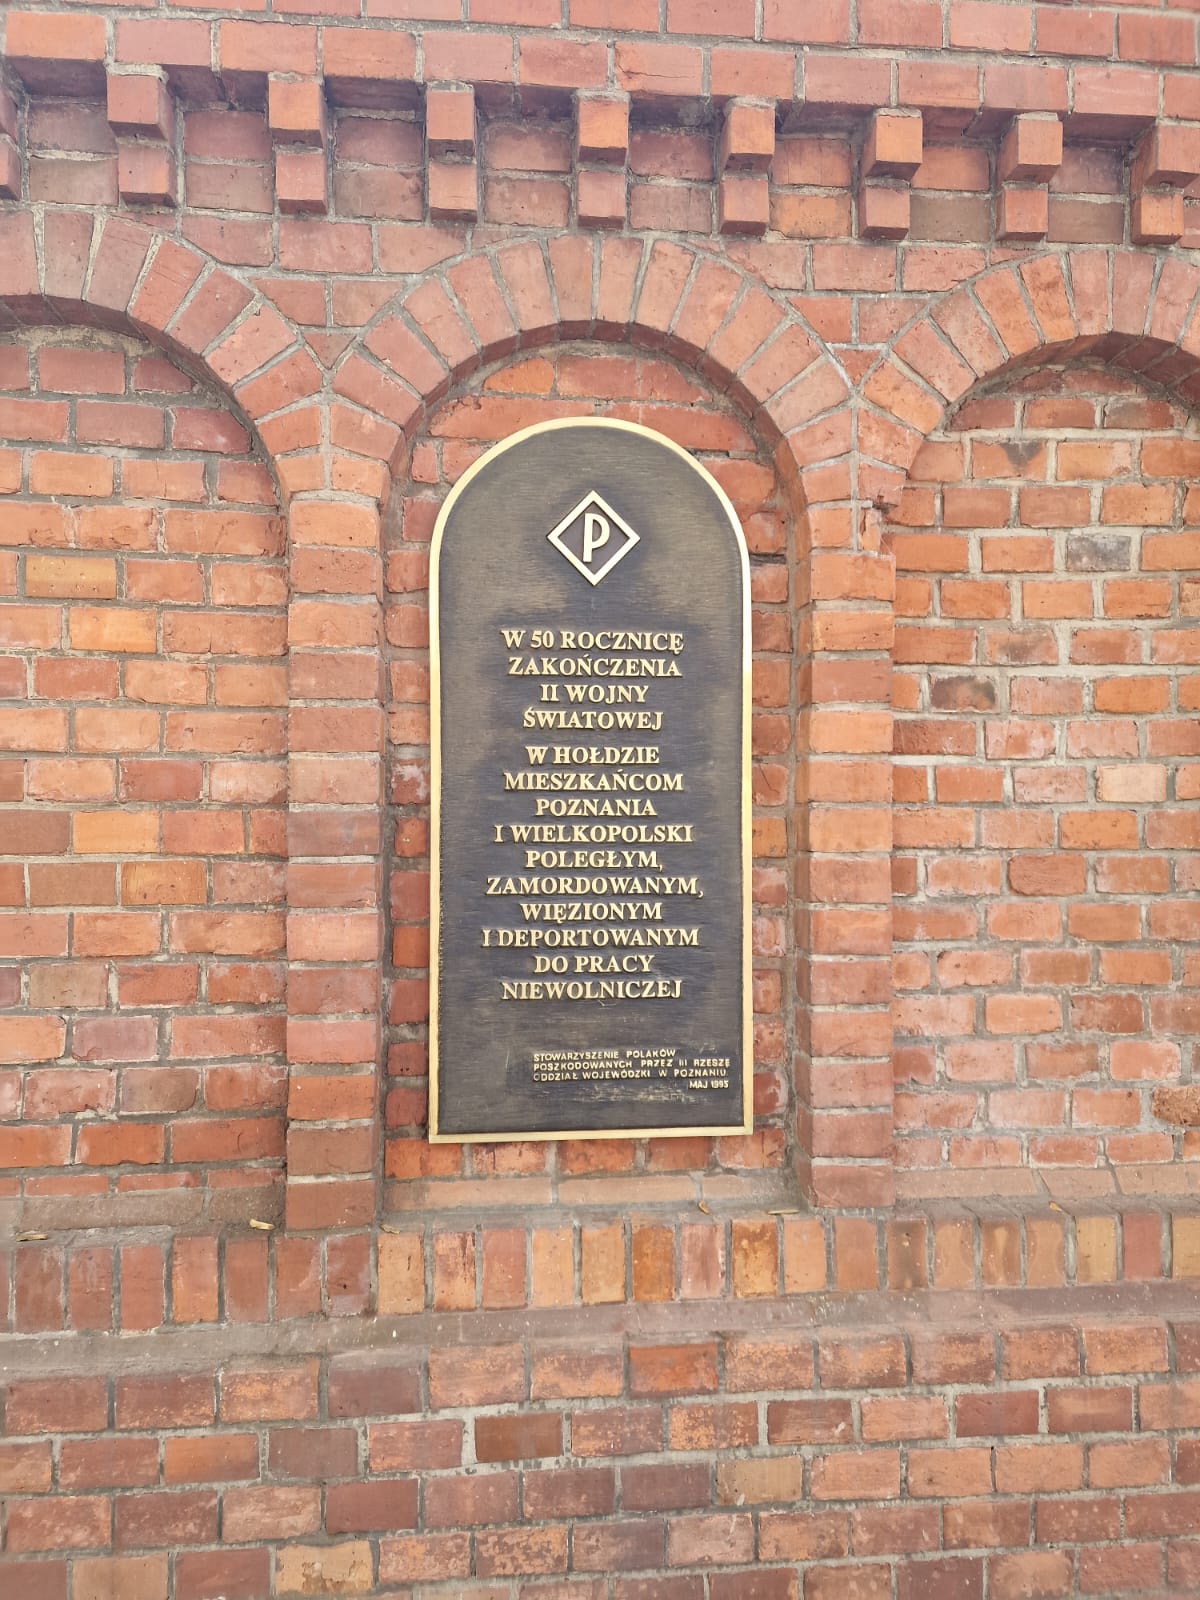 P
W 50 ROCZNICĘ
ZAKOŃCZENIA
II WOJNY
ŚWIATOWEJ
W HOŁDZIE
MIESZKAŃCOM
POZNANIA
I WIELKOPOLSKI
POLEGŁYM,
ZAMORDOWANYM,
WIĘZIONYM
I DEPORTOWANYM
DO PRACY
NIEWOLNICZEJ
STOWARZYSZENIE POLAKÓW
POSZKODOWANYCH PRZEZ III RZESZĘ
ODDZIAŁ WOJEWÓDZKI W POZNANIU
MAJ 1995